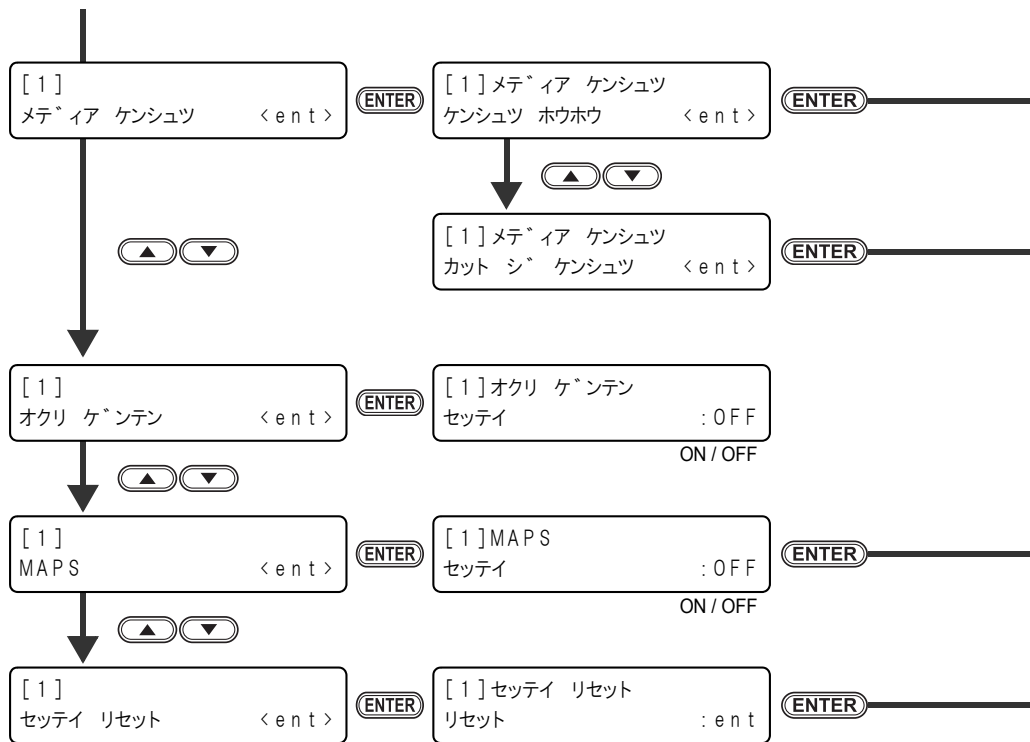 [1]
メデ゛ィア ケンシュツ <ent>
ENTER
[1]メテ゛ィア ケンシュツ
ケンシュツ ホウホウ <ent>
ENTER
[1]メテ゛ィア ケンシュツ
カット シ゛ ケンシュツ <ent>
ENTER
[1]
オクリ ケ゛ンテン <ent>
ENTER
[1]オクリ ケ゛ンテン
セッテイ :OFF
ON / OFF
[1]
MAPS <ent>
ENTER
[1]MAPS
セッテイ :OFF
ON / OFF
ENTER
[1]
セッテイ リセット <ent>
ENTER
[1]セッテイ リセット
リセット :ent
ENTER